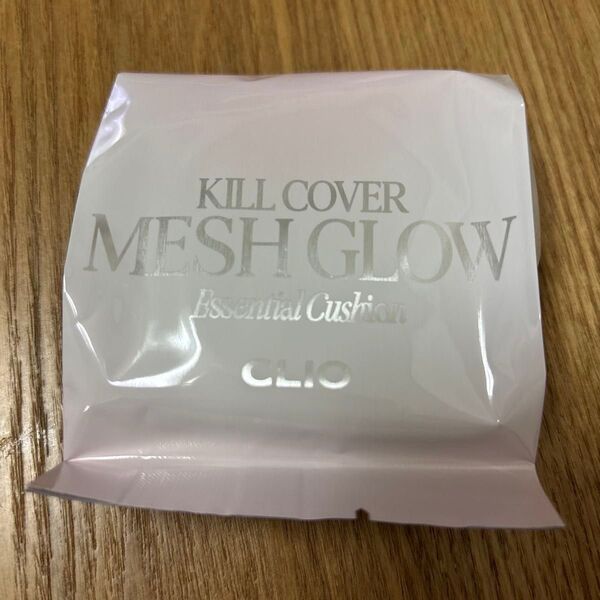 KILL COVER
MESH GLOW
Essential Cushion
CLIO